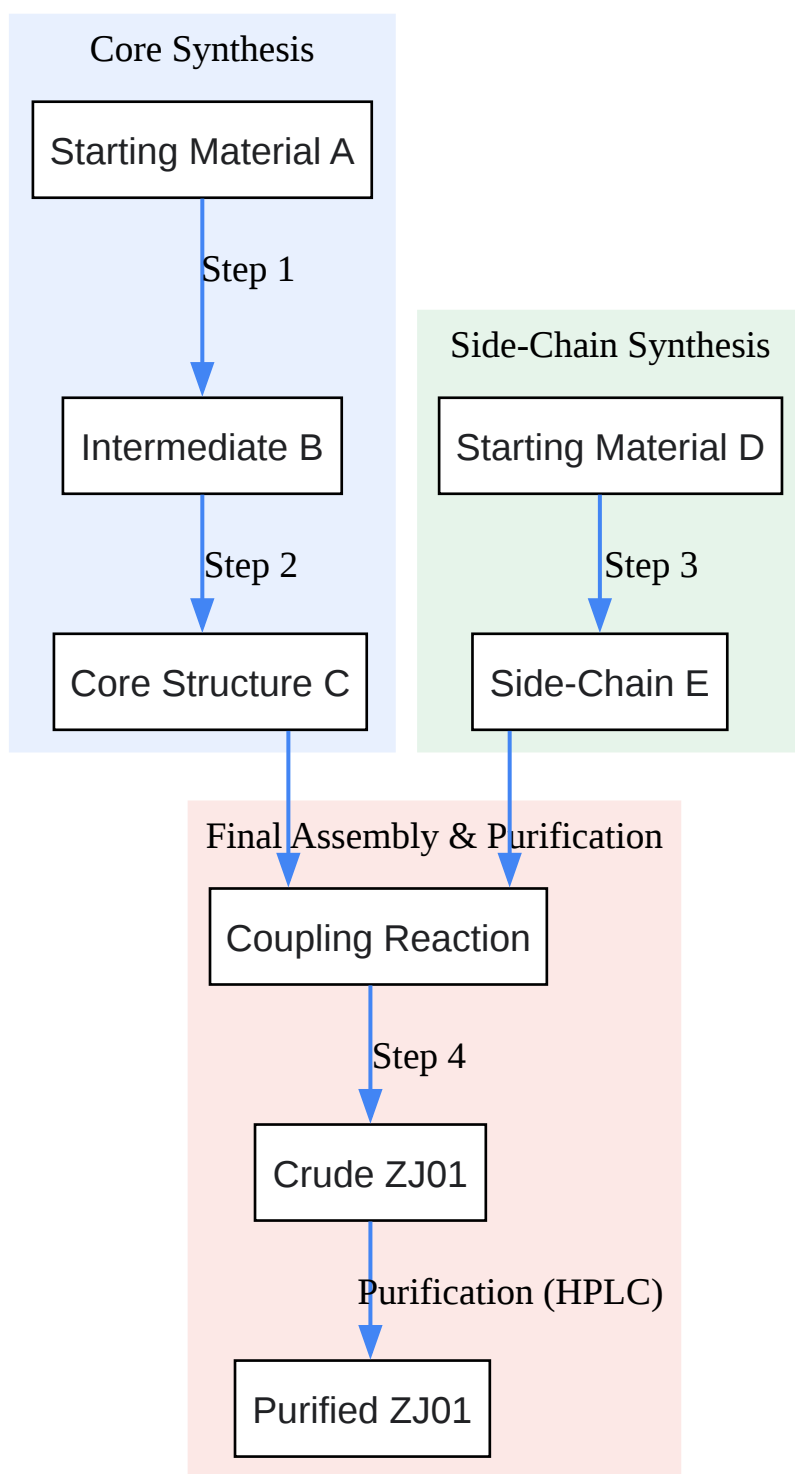 Core Synthesis
Starting Material A
Step 1
Intermediate B
Step 2
Core Structure C
Side-Chain Synthesis
Starting Material D
Step 3
Side-Chain E
Final Assembly & Purification
Coupling Reaction
Step 4
Crude ZJ01
Purification (HPLC)
Purified ZJ01